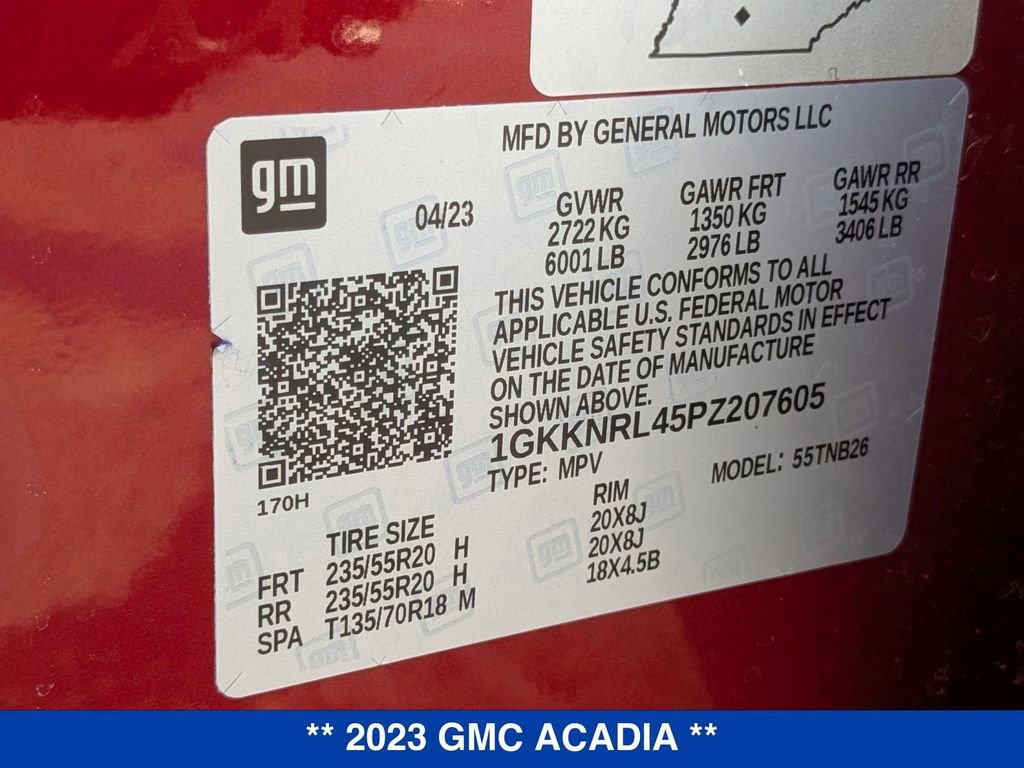 MFD BY GENERAL MOTORS LLC
gm
04/23
GVWR
2722 KG
6001 LB
GAWR FRT
1350 KG
2976 LB
GAWR RR
1545 KG
3406 LB
THIS VEHICLE CONFORMS TO ALL
APPLICABLE U.S. FEDERAL MOTOR
VEHICLE SAFETY STANDARDS IN EFFECT
ON THE DATE OF MANUFACTURE
SHOWN ABOVE.
1GKKNRL45PZ207605
TYPE: MPV
MODEL: 55TNB26
170H
TIRE SIZE
RIM
FRT 235/55R20 H 20X8J
RR 235/55R20 H 20X8J
SPA T135/70R18 M 18X4.5B
** 2023 GMC ACADIA **